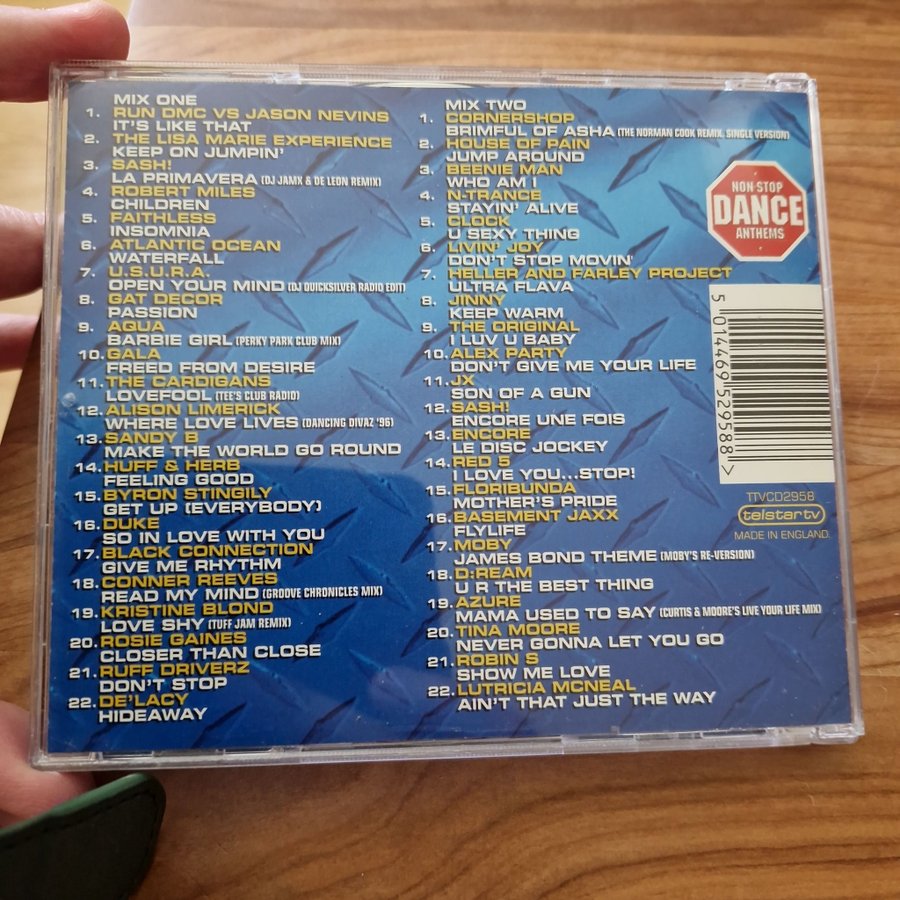 MIX ONE
1. RUN DMC VS JASON NEVINS
IT'S LIKE THAT
2. THE LISA MARIE EXPERIENCE
KEEP ON JUMPIN'
3. SASH!
LA PRIMAVERA (DJ JAMX & DE LEON REMIX)
4. ROBERT MILES
CHILDREN
5. FAITHLESS
INSOMNIA
6. ATLANTIC OCEAN
WATERFALL
7. U.S.U.R.A.
OPEN YOUR MIND (DJ QUICKSILVER RADIO EDIT)
8. GAT DECOR
PASSION
9. AQUA
BARBIE GIRL (PERKY PARK CLUB MIX)
10. GALA
FREED FROM DESIRE
11. THE CARDIGANS
LOVEFOOL (TEE'S CLUB RADIO)
12. ALISON LIMERICK
WHERE LOVE LIVES (DANCING DIVAZ '96)
13. SANDY B
MAKE THE WORLD GO ROUND
14. HUFF & HERB
FEELING GOOD
15. BYRON STINGILY
GET UP (EVERYBODY)
16. DUKE
SO IN LOVE WITH YOU
17. BLACK CONNECTION
GIVE ME RHYTHM
18. CONNER REEVES
READ MY MIND (GROOVE CHRONICLES MIX)
19. KRISTINE BLOND
LOVE SHY (TUFF JAM REMIX)
20. ROSIE GAINES
CLOSER THAN CLOSE
21. RUFF DRIVERZ
DON'T STOP
22. DE'LACY
HIDEAWAY
MIX TWO
1. CORNERSHOP
BRIMFUL OF ASHA (THE NORMAN COOK REMIX, SINGLE VERSION)
2. HOUSE OF PAIN
JUMP AROUND
3. BEENIE MAN
WHO AM I
4. N-TRANCE
STAYIN' ALIVE
5. CLOCK
U SEXY THING
6. LIVIN' JOY
DON'T STOP MOVIN'
7. HELLER AND FARLEY PROJECT
ULTRA FLAVA
8. JINNY
KEEP WARM
9. THE ORIGINAL
I LUV U BABY
10. ALEX PARTY
DON'T GIVE ME YOUR LIFE
11. JX
SON OF A GUN
12. SASH!
ENCORE UNE FOIS
13. ENCORE
LE DISC JOCKEY
14. RED 5
I LOVE YOU...STOP!
15. FLORIBUNDA
MOTHER'S PRIDE
16. BASEMENT JAXX
FLYLIFE
17. MOBY
JAMES BOND THEME (MOBY'S RE-VERSION)
18. D:REAM
U R THE BEST THING
19. AZURE
MAMA USED TO SAY (CURTIS & MOORE'S LIVE YOUR LIFE MIX)
20. TINA MOORE
NEVER GONNA LET YOU GO
21. ROBIN S
SHOW ME LOVE
22. LUTRICIA MCNEAL
AIN'T THAT JUST THE WAY
NON STOP
DANCE
ANTHEMS
5 014469 529588 >
TTVCD2958
telstar tv
MADE IN ENGLAND.